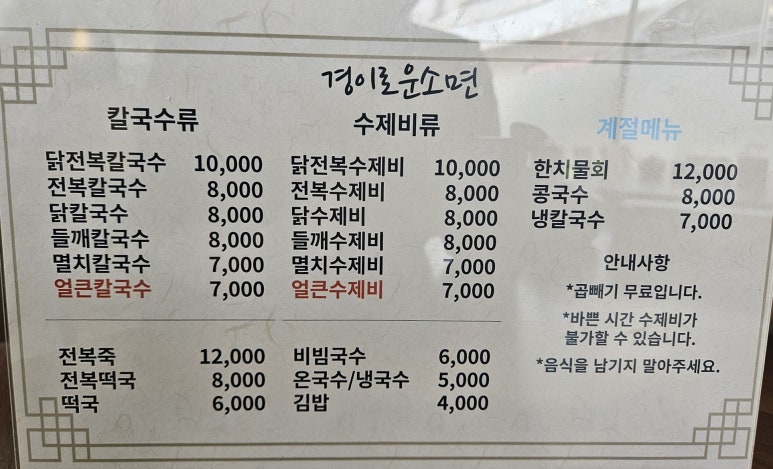 경이로운소면
칼국수류
닭전복칼국수 10,000
전복칼국수 8,000
닭칼국수 8,000
들깨칼국수 8,000
멸치칼국수 7,000
얼큰칼국수 7,000
수제비류
닭전복수제비 10,000
전복수제비 8,000
닭수제비 8,000
들깨수제비 8,000
멸치수제비 7,000
얼큰수제비 7,000
계절메뉴
한치물회 12,000
콩국수 8,000
냉칼국수 7,000
안내사항
*곱빼기 무료입니다.
*바쁜 시간 수제비가
불가할 수 있습니다.
*음식을 남기지 말아주세요.
전복죽 12,000
전복떡국 8,000
떡국 6,000
비빔국수 6,000
온국수/냉국수 5,000
김밥 4,000